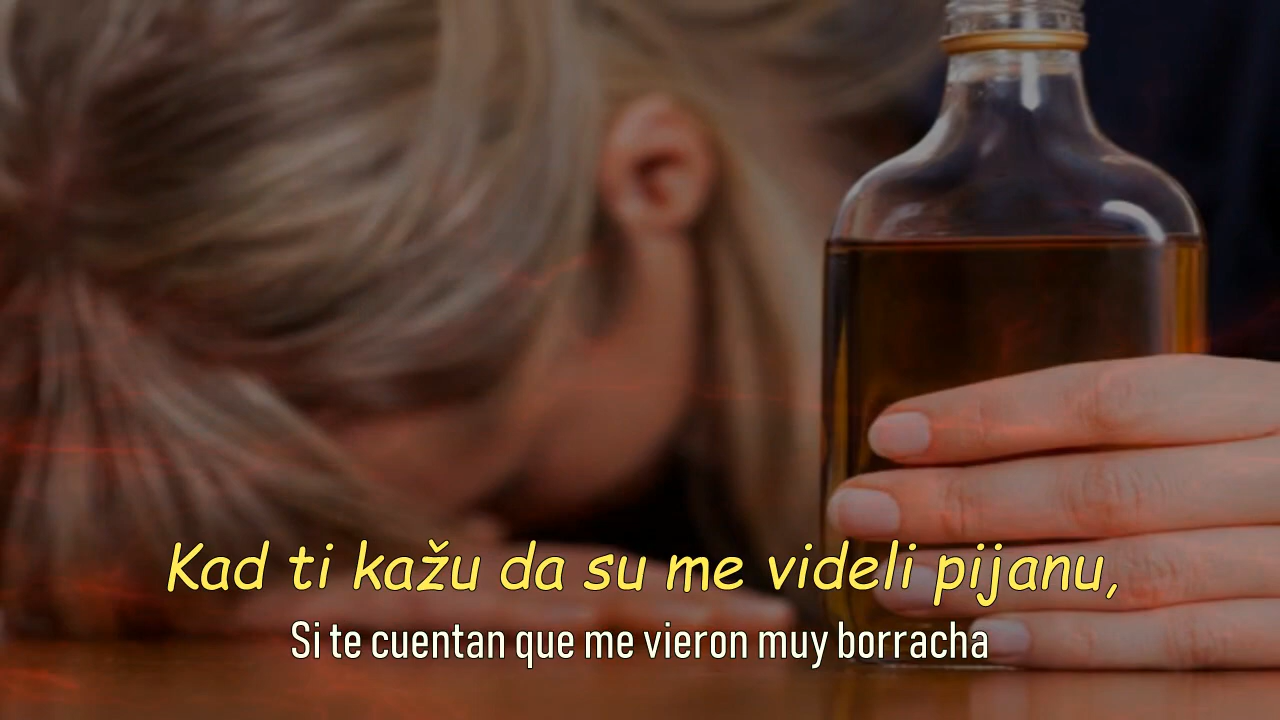 Kad ti kažu da su me videli pijanu,
Si te cuentan que me vieron muy borracha